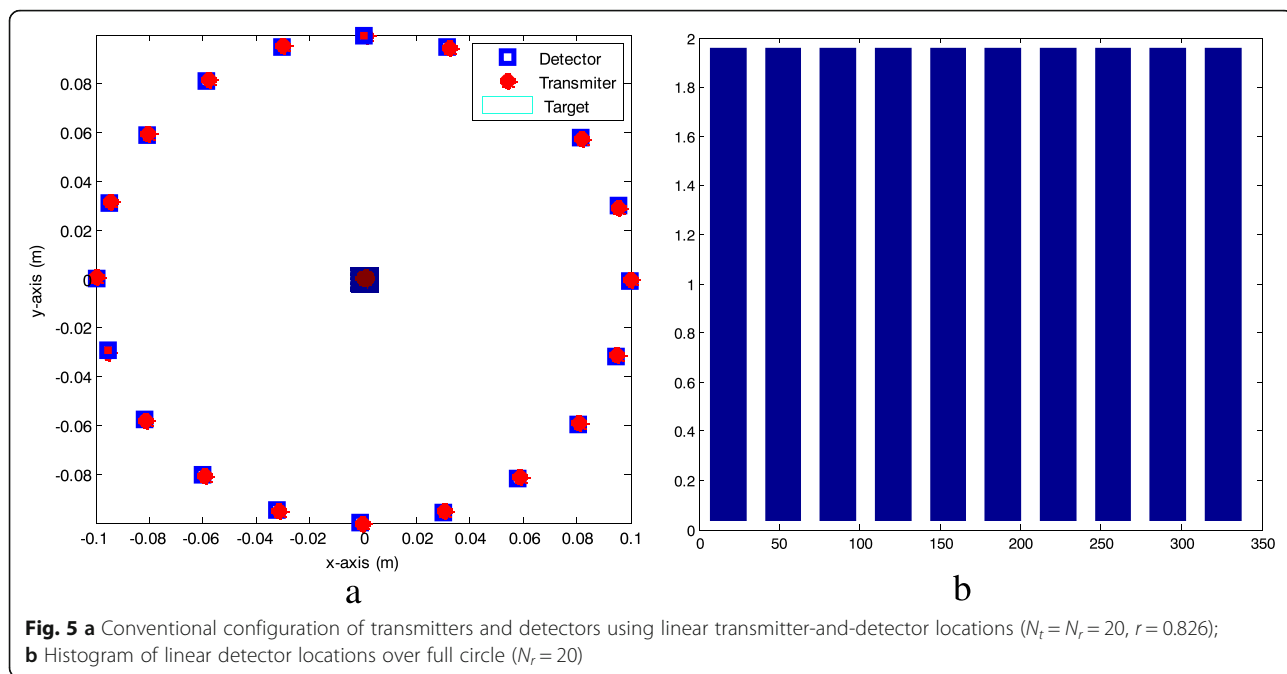 0.08
0.06
0.04
0.02
0
-0.02
-0.04
-0.06
-0.08
-0.1 -0.08 -0.06 -0.04 -0.02 0 0.02 0.04 0.06 0.08 0.1
x-axis (m)
y-axis (m)
Detector
Transmiter
Target
a
2
1.8
1.6
1.4
1.2
1
0.8
0.6
0.4
0.2
0
0 50 100 150 200 250 300 350
b
Fig. 5 a Conventional configuration of transmitters and detectors using linear transmitter-and-detector locations (Nt = Nr = 20, r = 0.826);
b Histogram of linear detector locations over full circle (Nr = 20)